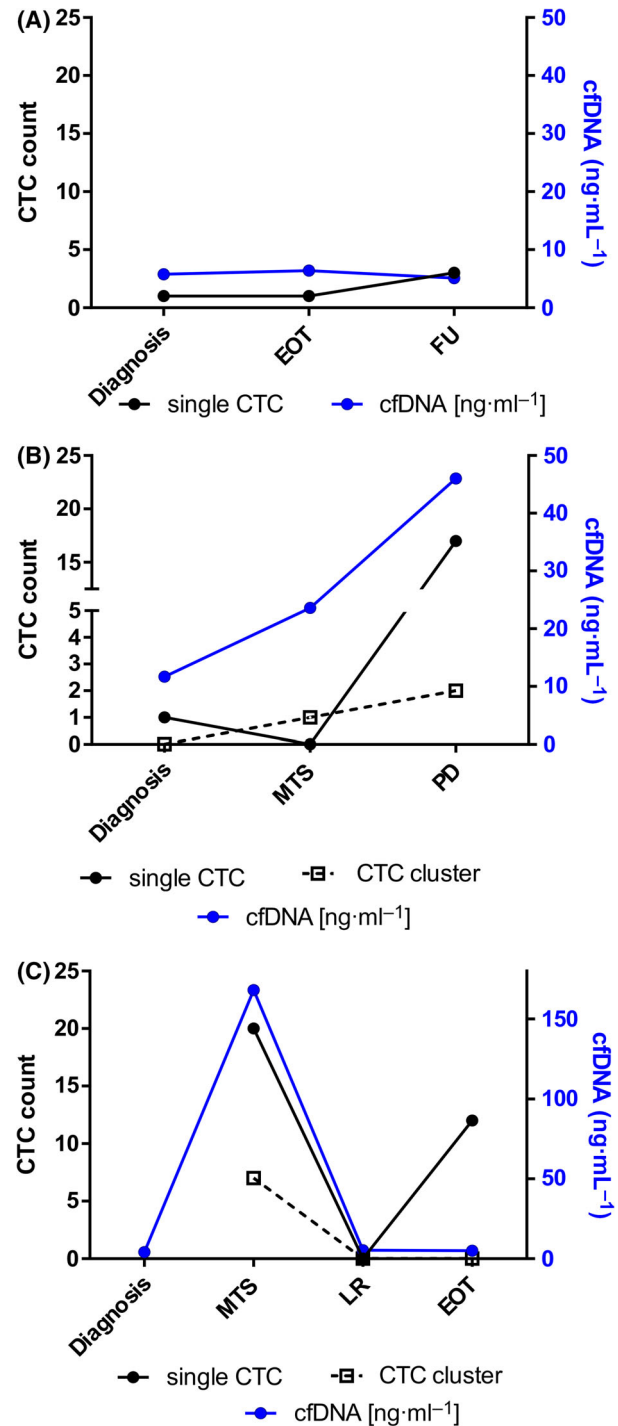 (A)
25
20
15
10
5
0
CTC count
50
40
30
20
10
0
cfDNA (ng·mL⁻¹)
Diagnosis
EOT
FU
single CTC
cfDNA [ng·ml⁻¹]
(B)
25
20
15
5
4
3
2
1
0
CTC count
50
40
30
20
10
0
cfDNA (ng·mL⁻¹)
Diagnosis
MTS
PD
single CTC
CTC cluster
cfDNA [ng·ml⁻¹]
(C)
25
20
15
10
5
0
CTC count
150
100
50
0
cfDNA (ng·mL⁻¹)
Diagnosis
MTS
LR
EOT
single CTC
CTC cluster
cfDNA [ng·ml⁻¹]